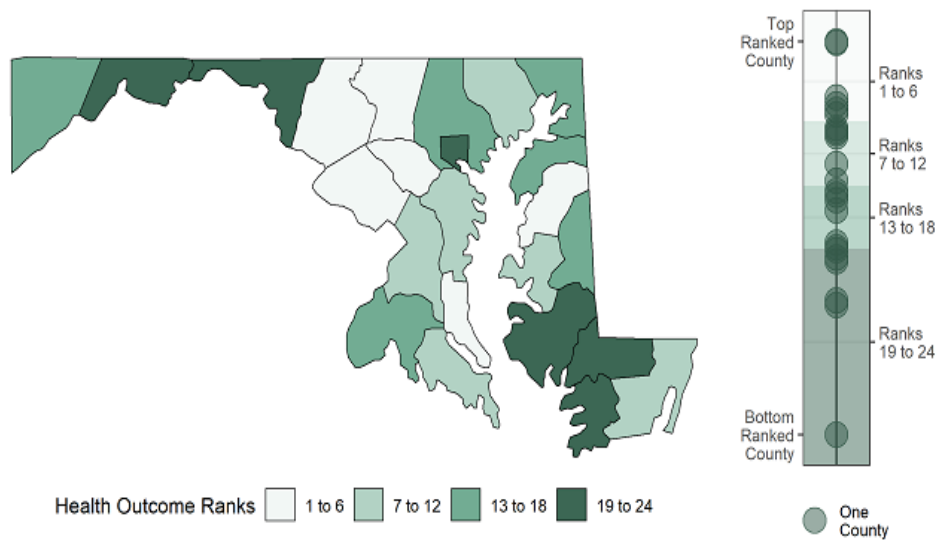 Top
Ranked
County
Ranks
1 to 6
Ranks
7 to 12
Ranks
13 to 18
Ranks
19 to 24
Bottom
Ranked
County
Health Outcome Ranks 1 to 6 7 to 12 13 to 18 19 to 24
One
County